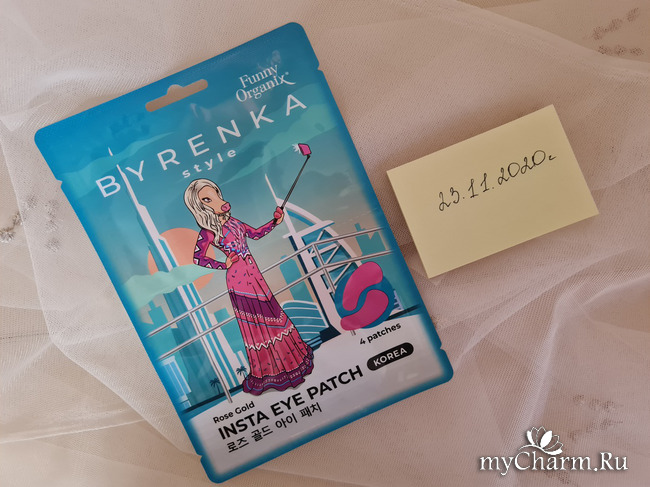 Funny
Organix®
BYRENKA
style
4 patches
Rose Gold
INSTA EYE PATCH
KOREA
로즈 골드 아이 패치
23.11.2020г
myCharm.Ru